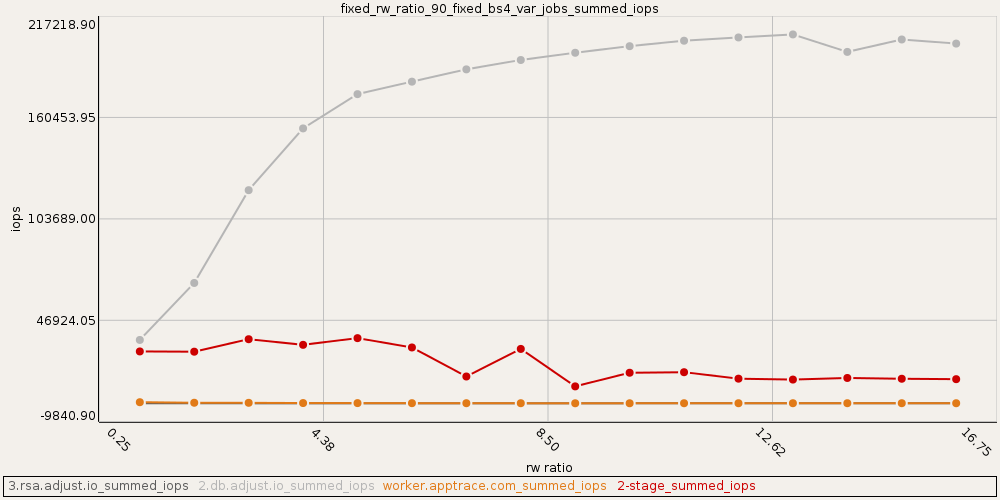 fixed_rw_ratio_90_fixed_bs4_var_jobs_summed_iops
217218.90
160453.95
iops
103689.00
46924.05
-9840.90
0.25
4.38
8.50
12.62
16.75
rw ratio
3.rsa.adjust.io_summed_iops 2.db.adjust.io_summed_iops worker.apptrace.com_summed_iops 2-stage_summed_iops